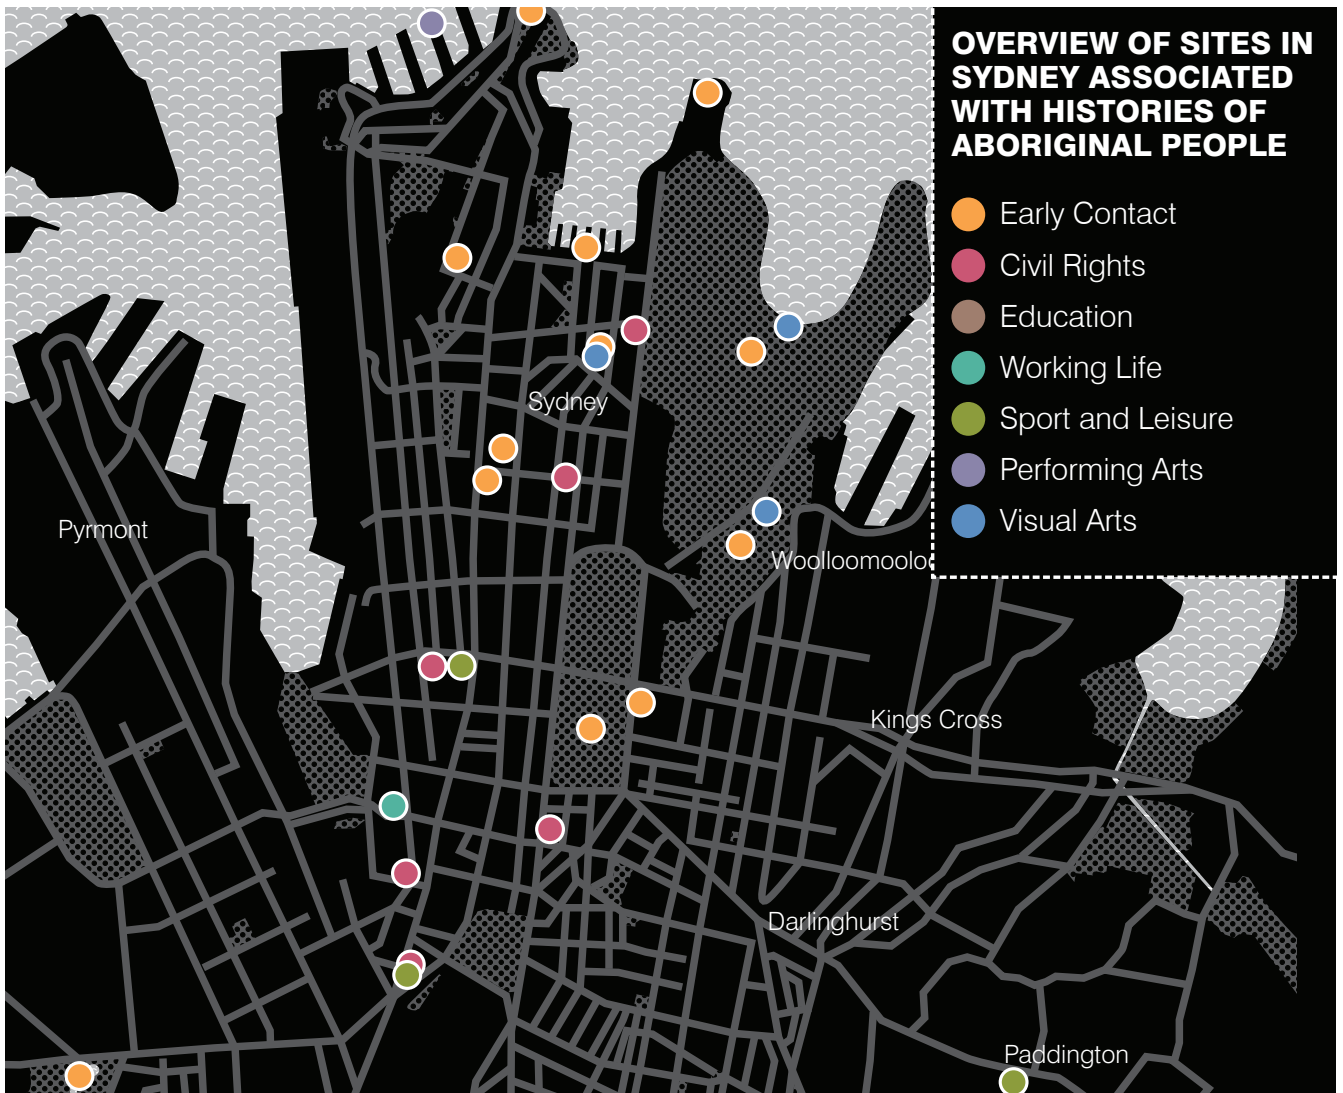 OVERVIEW OF SITES IN
SYDNEY ASSOCIATED
WITH HISTORIES OF
ABORIGINAL PEOPLE
Early Contact
Civil Rights
Education
Working Life
Sport and Leisure
Performing Arts
Visual Arts
Sydney
Pyrmont
Woolloomooloo
Kings Cross
Darlinghurst
Paddington